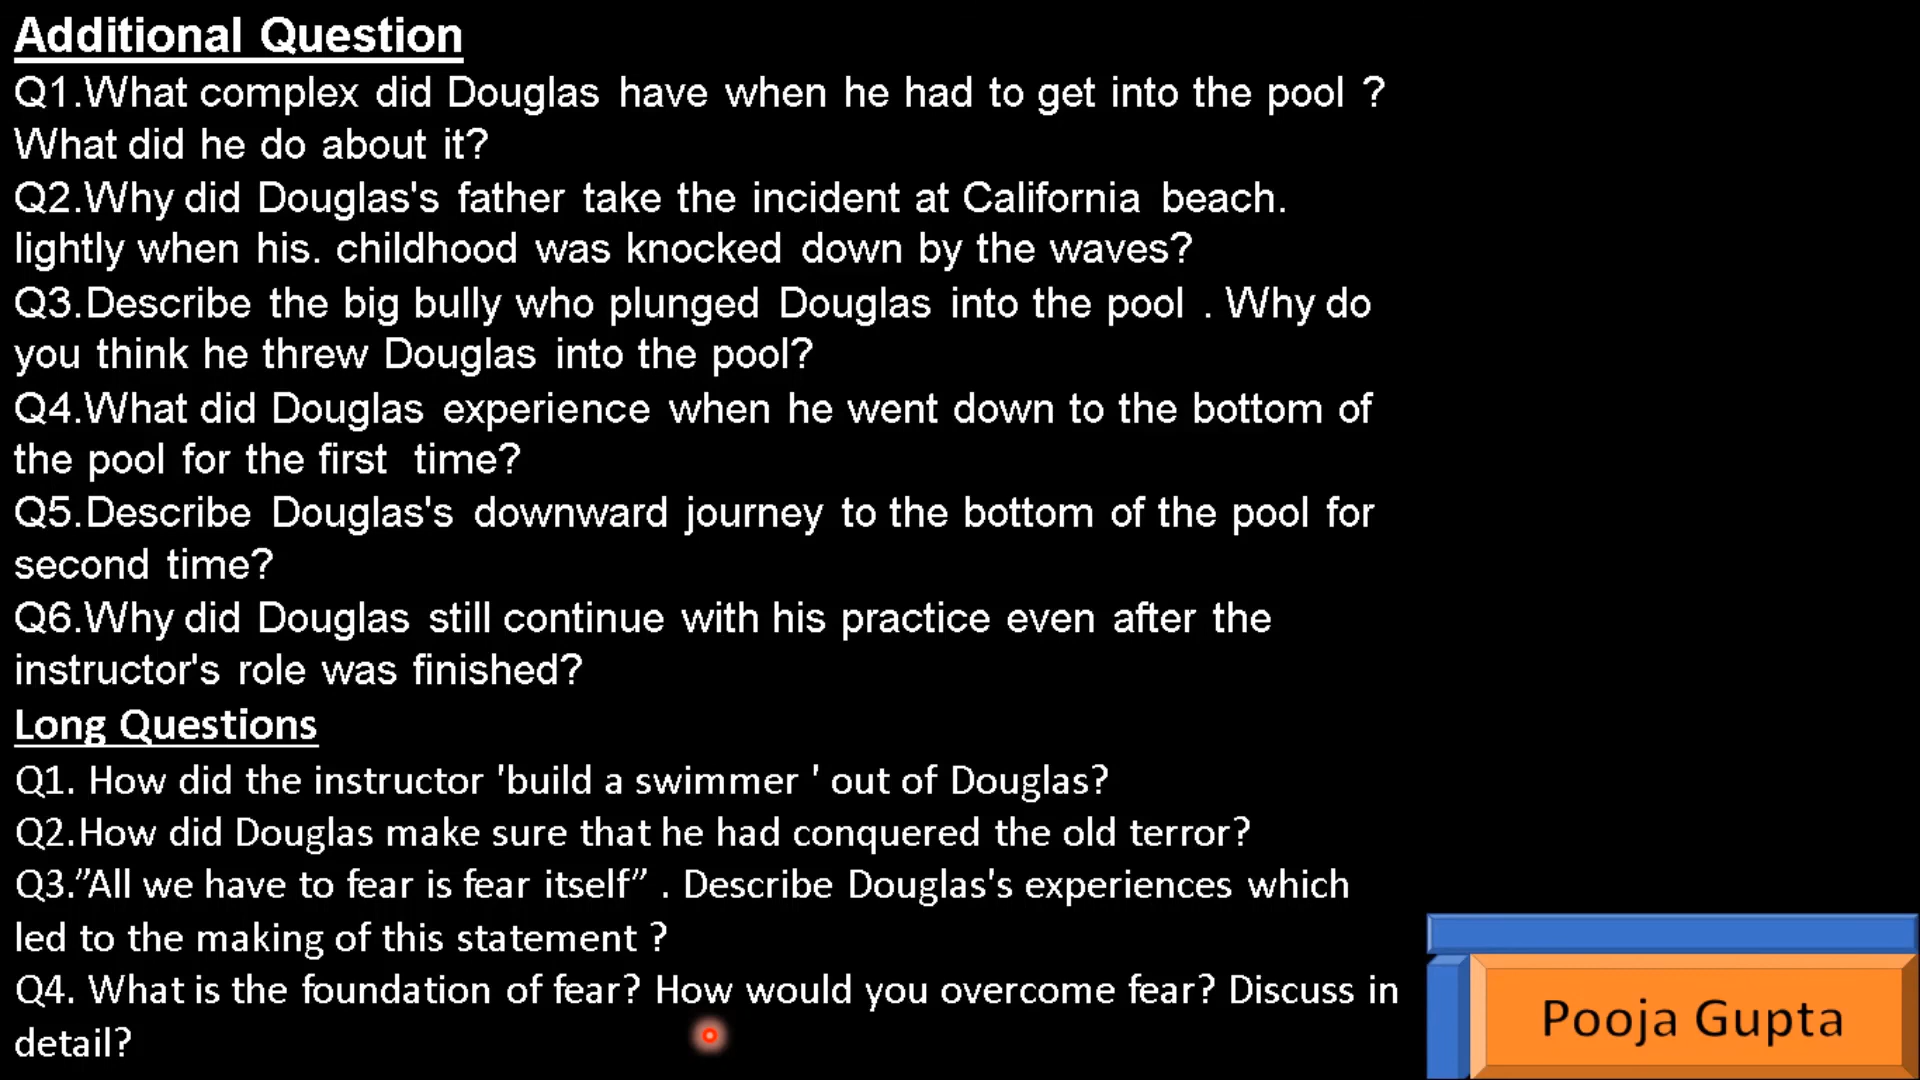 Additional Question
Q1.What complex did Douglas have when he had to get into the pool ?
What did he do about it?
Q2.Why did Douglas's father take the incident at California beach.
lightly when his. childhood was knocked down by the waves?
Q3.Describe the big bully who plunged Douglas into the pool . Why do
you think he threw Douglas into the pool?
Q4.What did Douglas experience when he went down to the bottom of
the pool for the first time?
Q5.Describe Douglas's downward journey to the bottom of the pool for
second time?
Q6.Why did Douglas still continue with his practice even after the
instructor's role was finished?
Long Questions
Q1. How did the instructor 'build a swimmer ' out of Douglas?
Q2.How did Douglas make sure that he had conquered the old terror?
Q3.”All we have to fear is fear itself” . Describe Douglas's experiences which
led to the making of this statement ?
Q4. What is the foundation of fear? How would you overcome fear? Discuss in
detail?
Pooja Gupta